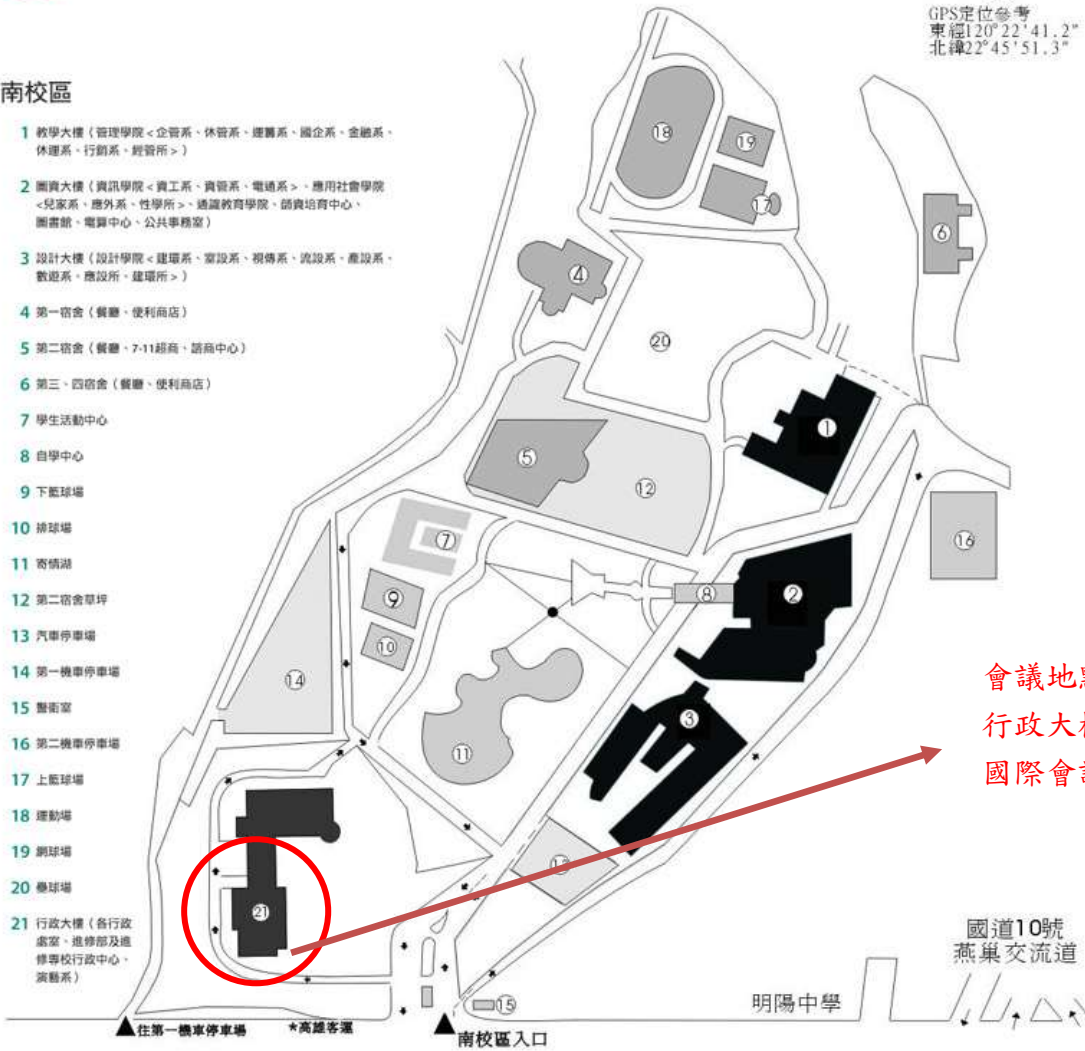 GPS定位參考
東經120°22'41.2"
北緯22°45'51.3"
南校區
1 教學大樓（管理學院<企管系、休管系、運籌系、國企系、金融系、
休運系、行銷系、經管所>）
2 圖資大樓（資訊學院<資工系、資管系、電通系>、應用社會學院
<兒家系、應外系、性學所>、通識教育學院、師資培育中心、
圖書館、電算中心、公共事務室）
3 設計大樓（設計學院<建環系、室設系、視傳系、流設系、產設系、
數遊系、應設所、建環所>）
4 第一宿舍（餐廳、便利商店）
5 第二宿舍（餐廳、7-11超商、諮商中心）
6 第三、四宿舍（餐廳、便利商店）
7 學生活動中心
8 自學中心
9 下籃球場
10 排球場
11 寄情湖
12 第二宿舍草坪
13 汽車停車場
14 第一機車停車場
15 警衛室
16 第二機車停車場
17 上籃球場
18 運動場
19 網球場
20 壘球場
21 行政大樓（各行政
處室、進修部及進
修專校行政中心、
演藝系）
18
19
17
6
4
20
1
5
12
7
16
9
8
2
10
14
3
11
13
21
15
會議地
行政大
國際會
國道10號
燕巢交流道
明陽中學
▲往第一機車停車場
*高雄客運
▲南校區入口